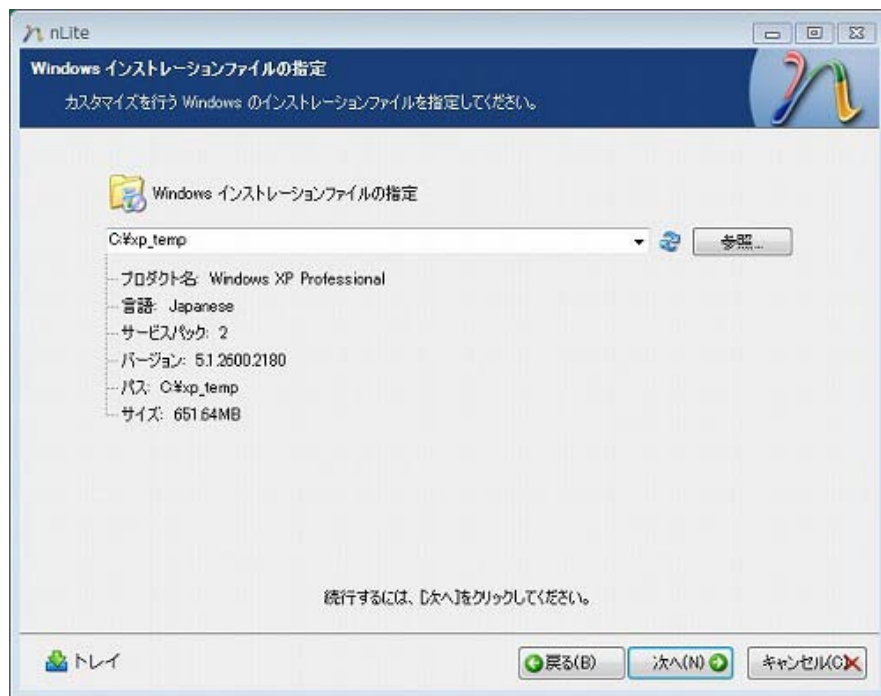 nLite
Windows インストレーションファイルの指定
カスタマイズを行う Windows のインストレーションファイルを指定してください。
Windows インストレーションファイルの指定
C:¥xp_temp
参照...
プロダクト名: Windows XP Professional
言語: Japanese
サービスパック: 2
バージョン: 5.1.2600.2180
パス: C:¥xp_temp
サイズ: 651.64MB
続行するには、[次へ]をクリックしてください。
トレイ
戻る(B)
次へ(N)
キャンセル(C)